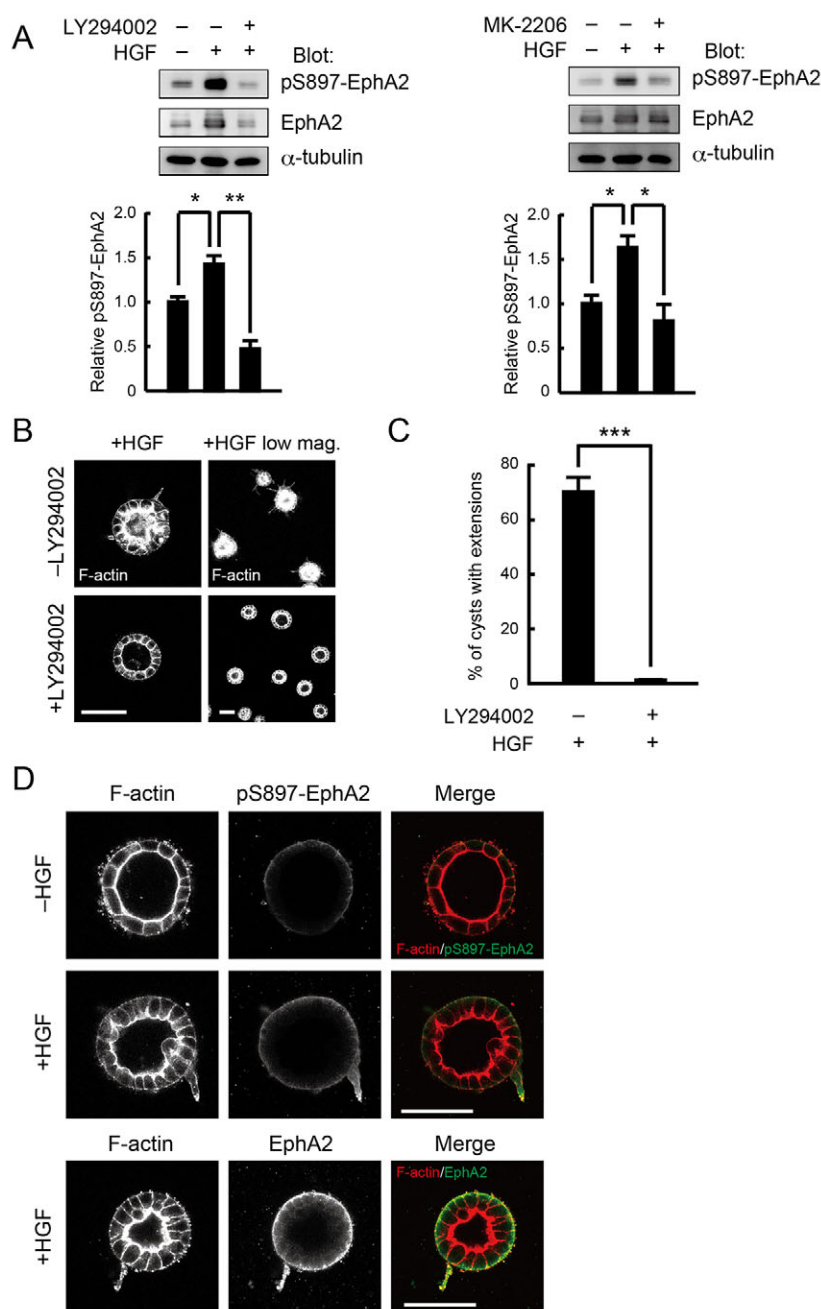 A
LY294002 – – +
HGF – + + Blot:
pS897-EphA2
EphA2
α-tubulin
* **
2.0
1.5
1.0
0.5
0
Relative pS897-EphA2
MK-2206 – – +
HGF – + + Blot:
pS897-EphA2
EphA2
α-tubulin
* *
2.0
1.5
1.0
0.5
0
Relative pS897-EphA2
B
+HGF +HGF low mag.
–LY294002
F-actin F-actin
+LY294002
C
***
80
60
40
20
0
% of cysts with extensions
LY294002 – +
HGF + +
D
F-actin pS897-EphA2 Merge
–HGF
F-actin/pS897-EphA2
+HGF
F-actin EphA2 Merge
F-actin/EphA2
+HGF